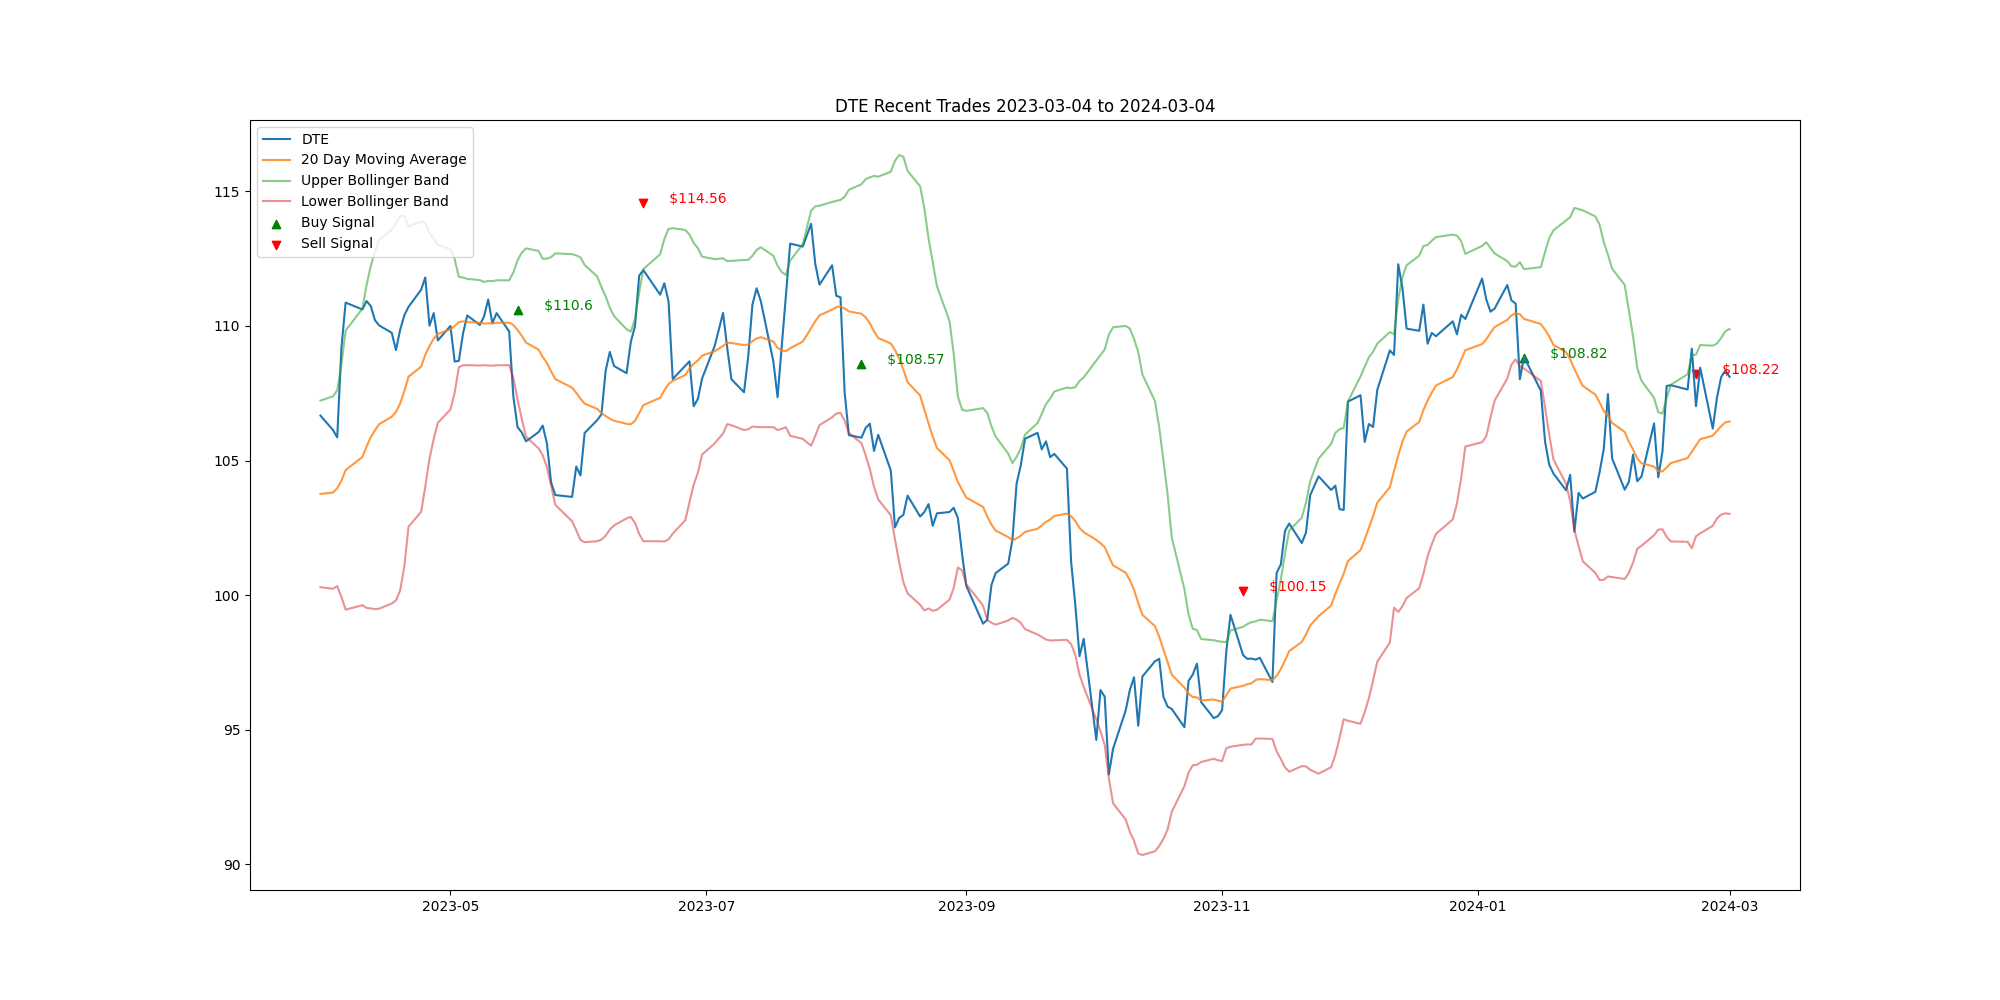 DTE Recent Trades 2023-03-04 to 2024-03-04
DTE
20 Day Moving Average
Upper Bollinger Band
Lower Bollinger Band
Buy Signal
Sell Signal
$114.56
$110.6
$108.57
$108.82
$108.22
$100.15
115
110
105
100
95
90
2023-05
2023-07
2023-09
2023-11
2024-01
2024-03